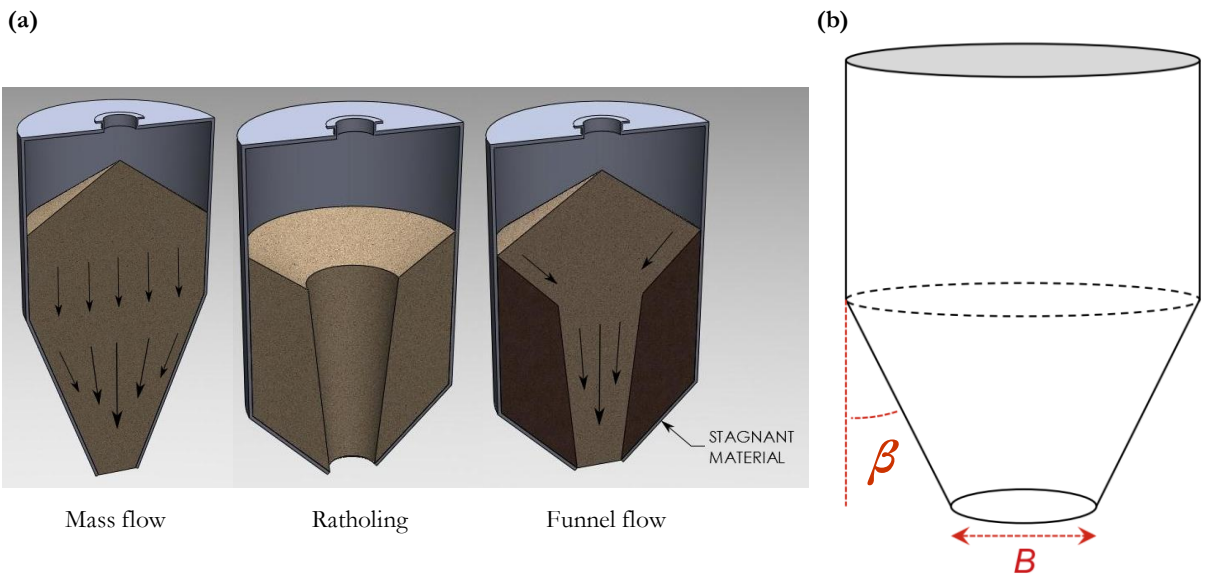 (a)
(b)
STAGNANT
MATERIAL
Mass flow
Ratholing
Funnel flow
β
B